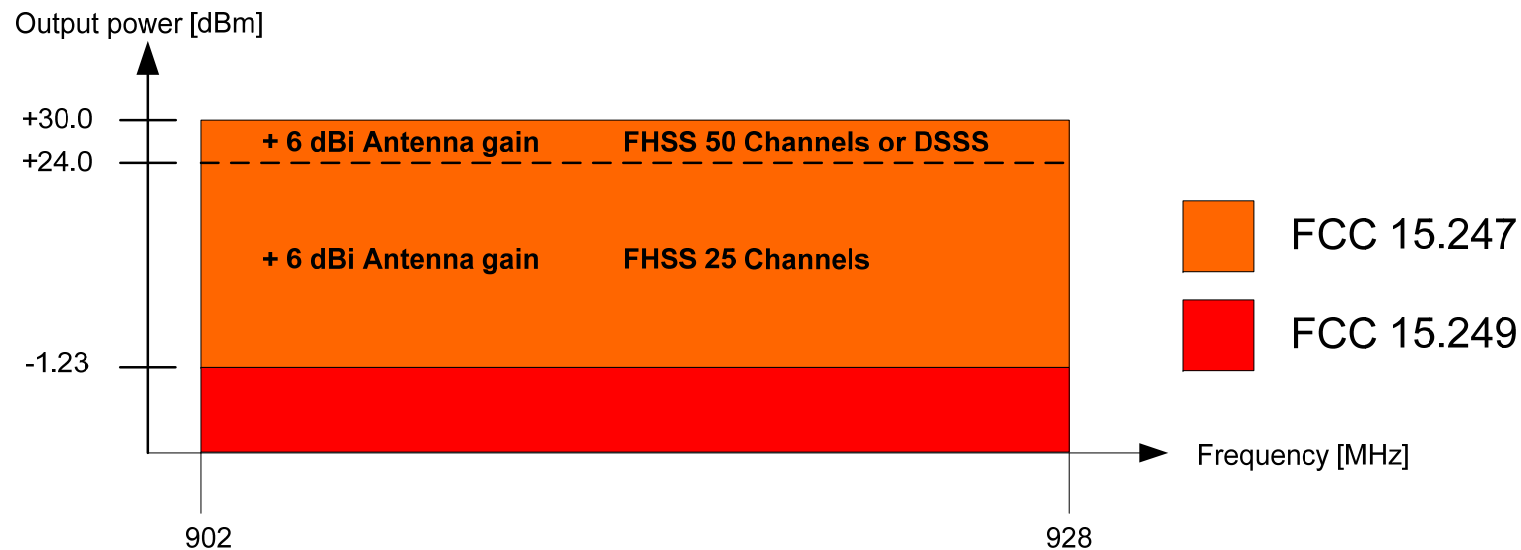 Output power [dBm]
+30.0
+ 6 dBi Antenna gain FHSS 50 Channels or DSSS
+24.0
+ 6 dBi Antenna gain FHSS 25 Channels
FCC 15.247
FCC 15.249
-1.23
Frequency [MHz]
902 928